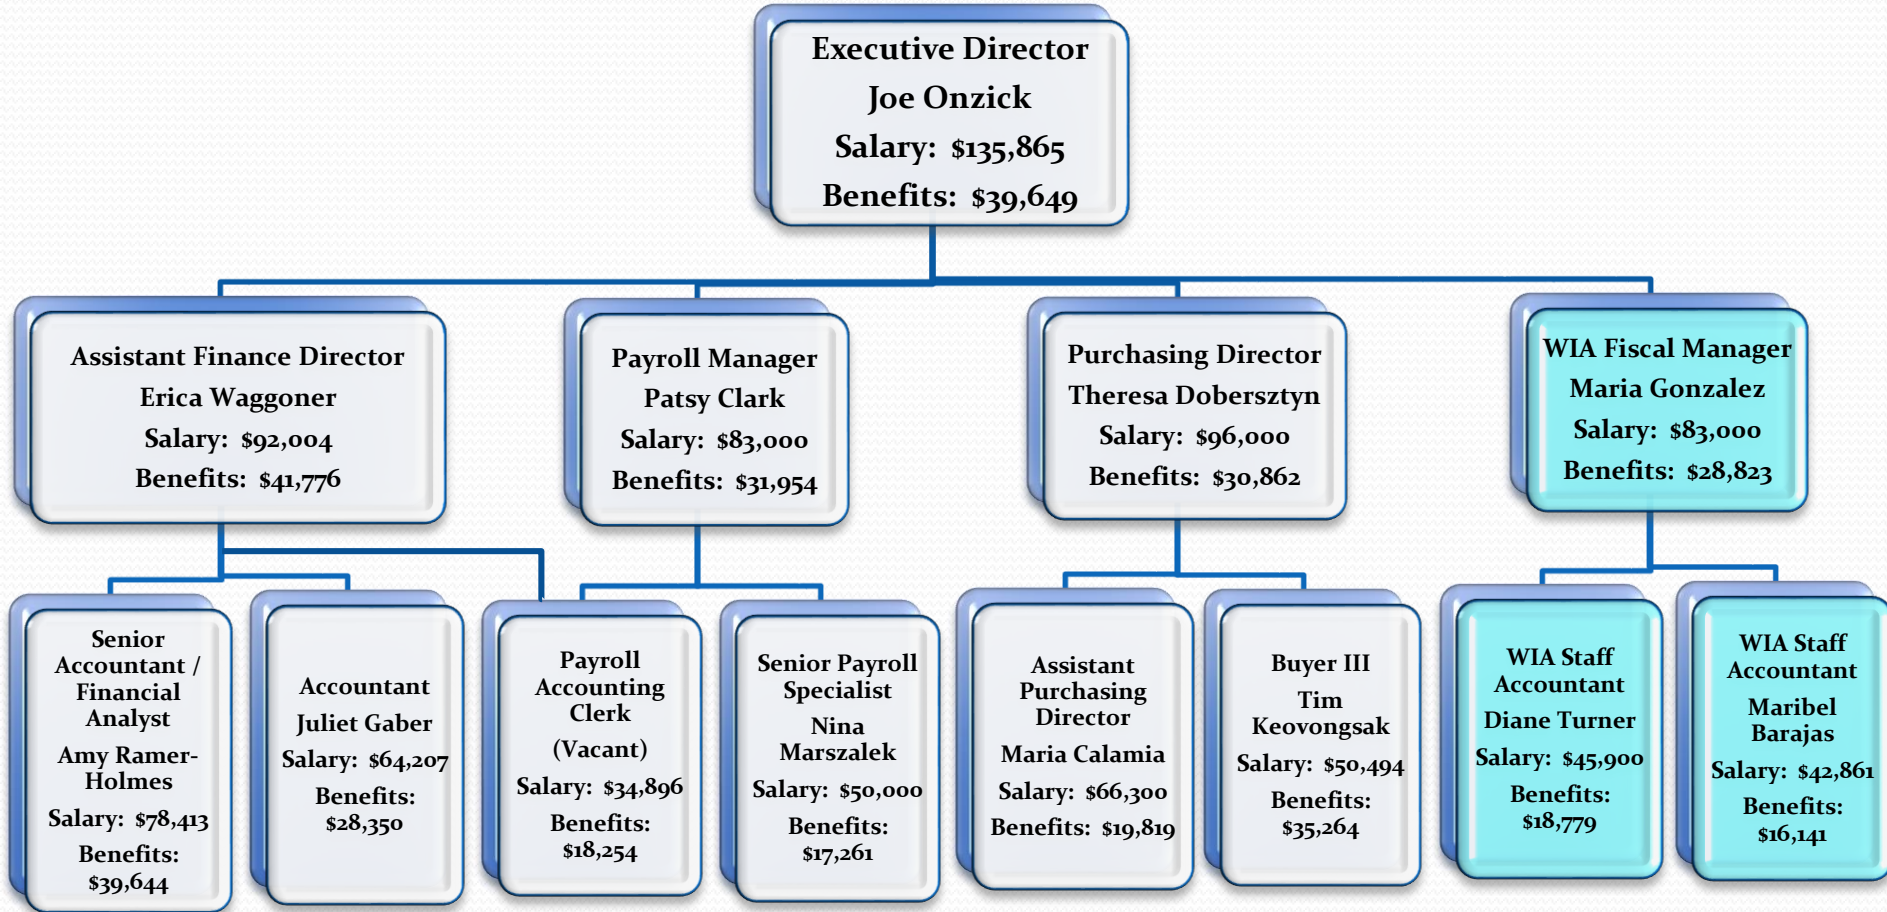 Executive Director
Joe Onzick
Salary: $135,865
Benefits: $39,649
Assistant Finance Director
Erica Waggoner
Salary: $92,004
Benefits: $41,776
Payroll Manager
Patsy Clark
Salary: $83,000
Benefits: $31,954
Purchasing Director
Theresa Dobersztyn
Salary: $96,000
Benefits: $30,862
WIA Fiscal Manager
Maria Gonzalez
Salary: $83,000
Benefits: $28,823
Senior
Accountant /
Financial
Analyst
Amy Ramer-
Holmes
Salary: $78,413
Benefits:
$39,644
Accountant
Juliet Gaber
Salary: $64,207
Benefits:
$28,350
Payroll
Accounting
Clerk
(Vacant)
Salary: $34,896
Benefits:
$18,254
Senior Payroll
Specialist
Nina
Marszalek
Salary: $50,000
Benefits:
$17,261
Assistant
Purchasing
Director
Maria Calamia
Salary: $66,300
Benefits: $19,819
Buyer III
Tim
Keovongsak
Salary: $50,494
Benefits:
$35,264
WIA Staff
Accountant
Diane Turner
Salary: $45,900
Benefits:
$18,779
WIA Staff
Accountant
Maribel
Barajas
Salary: $42,861
Benefits:
$16,141